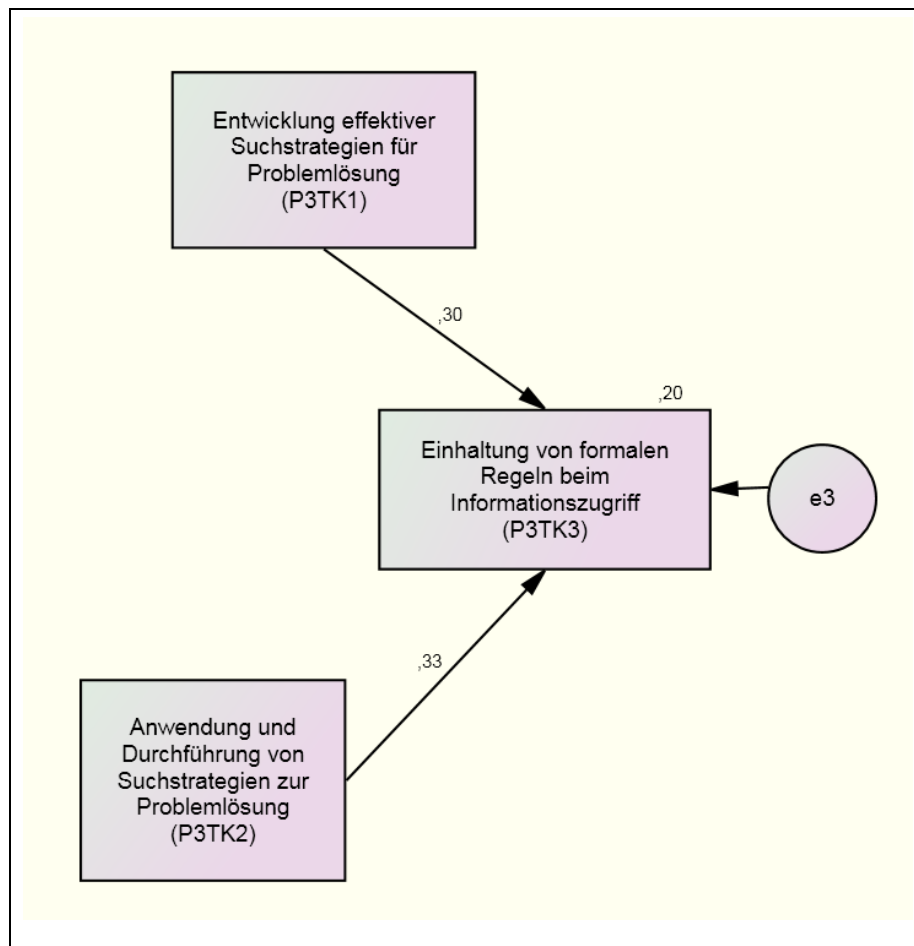 Entwicklung effektiver
Suchstrategien für
Problemlösung
(P3TK1)
,30
,20
Einhaltung von formalen
Regeln beim
Informationszugriff
(P3TK3)
e3
,33
Anwendung und
Durchführung von
Suchstrategien zur
Problemlösung
(P3TK2)